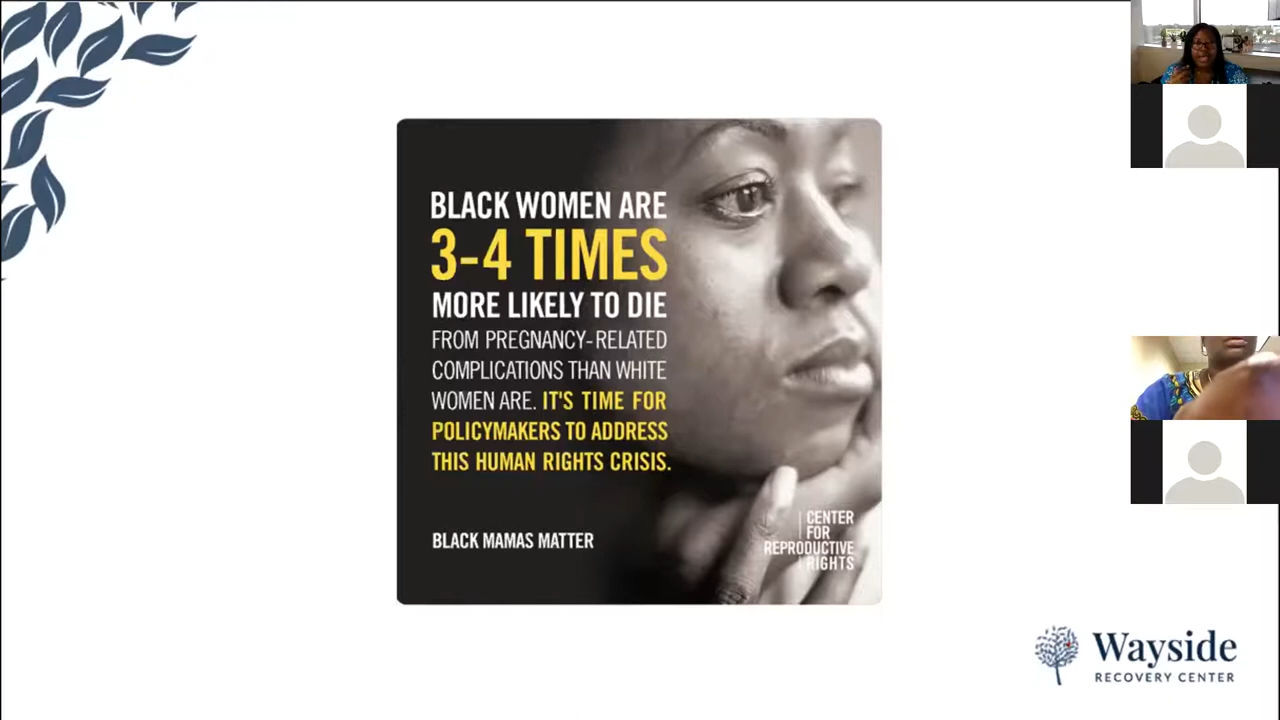 BLACK WOMEN ARE
3-4 TIMES
MORE LIKELY TO DIE
FROM PREGNANCY-RELATED
COMPLICATIONS THAN WHITE
WOMEN ARE. IT'S TIME FOR
POLICYMAKERS TO ADDRESS
THIS HUMAN RIGHTS CRISIS.
BLACK MAMAS MATTER
CENTER
FOR
REPRODUCTIVE
RIGHTS
Wayside
RECOVERY CENTER